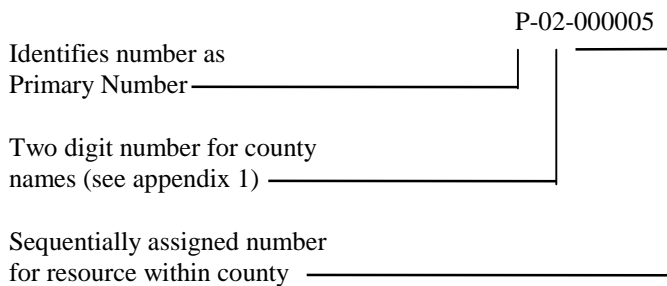 P-02-000005
Identifies number as
Primary Number
Two digit number for county
names (see appendix 1)
Sequentially assigned number
for resource within county